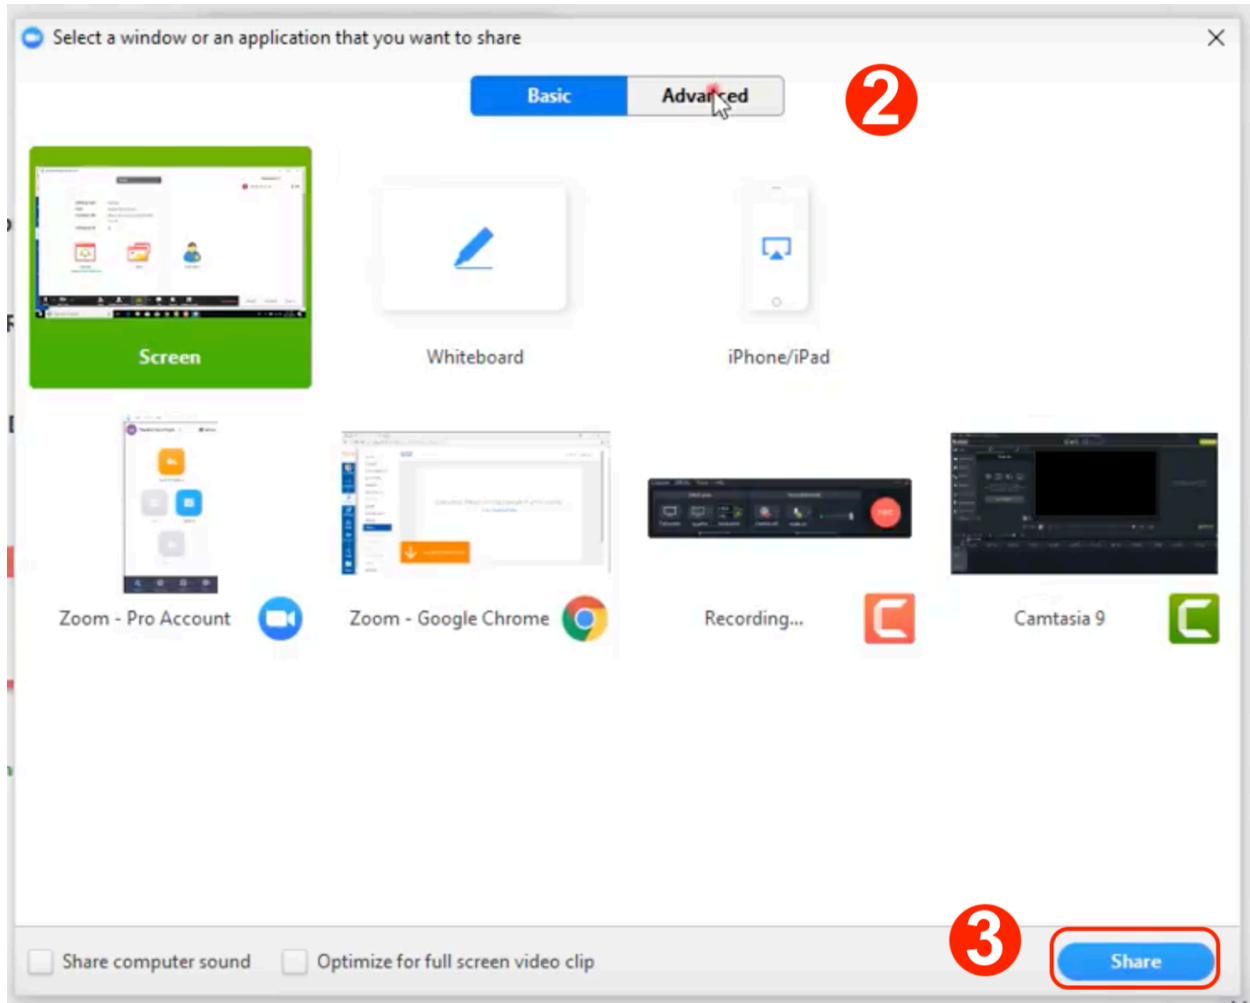 Select a window or an application that you want to share
Basic
Advanced
2
Screen
Whiteboard
iPhone/iPad
Zoom - Pro Account
Zoom - Google Chrome
Recording...
Camtasia 9
3
Share computer sound
Optimize for full screen video clip
Share